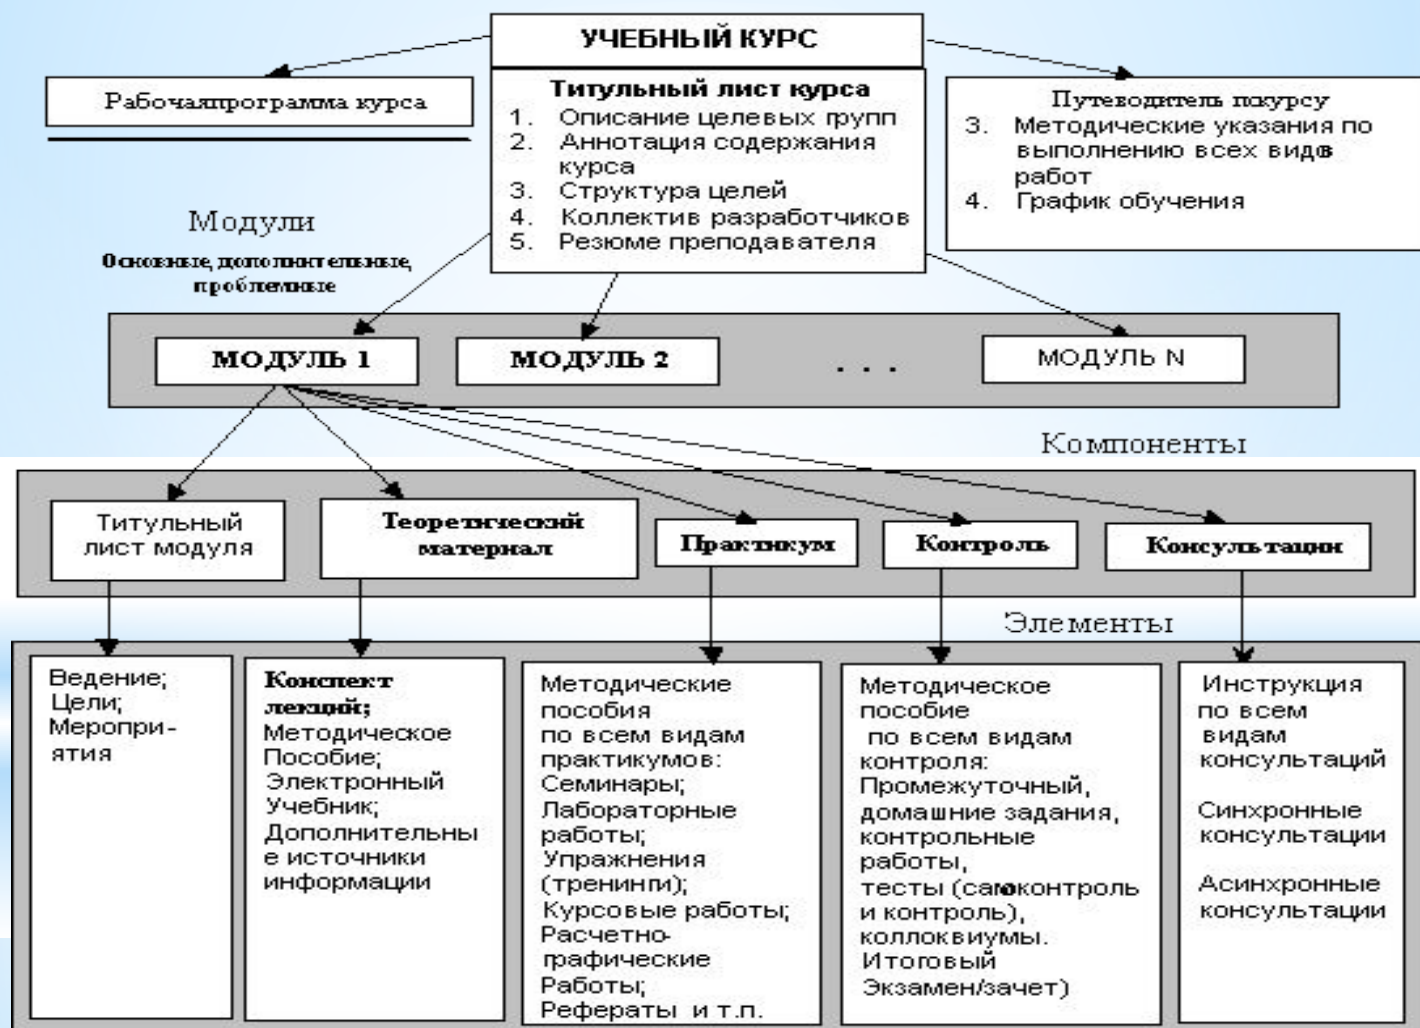 УЧЕБНЫЙ КУРС
Рабочаяпрограмма курса
Титульный лист курса
1. Описание целевых групп
2. Аннотация содержания
курса
3. Структура целей
4. Коллектив разработчиков
5. Резюме преподавателя
Путеводитель покурсу
3. Методические указания по
выполнению всех видов
работ
4. График обучения
Модули
Основные, дополнительные,
проблемные
МОДУЛЬ 1
МОДУЛЬ 2
. . .
МОДУЛЬ N
Компоненты
Титульный
лист модуля
Теоретический
материал
Практикум
Контроль
Консультации
Элементы
Ведение;
Цели;
Меропри-
ятия
Конспект
лекций;
Методическое
Пособие;
Электронный
Учебник;
Дополнительны
е источники
информации
Методические
пособия
по всем видам
практикумов:
Семинары;
Лабораторные
работы;
Упражнения
(тренинги);
Курсовые работы;
Расчетно-
графические
Работы;
Рефераты и т.п.
Методическое
пособие
по всем видам
контроля:
Промежуточный,
домашние задания,
контрольные
работы,
тесты (самоконтроль
и контроль),
коллоквиумы.
Итоговый
Экзамен/зачет)
Инструкция
по всем
видам
консультаций
Синхронные
консультации
Асинхронные
консультации